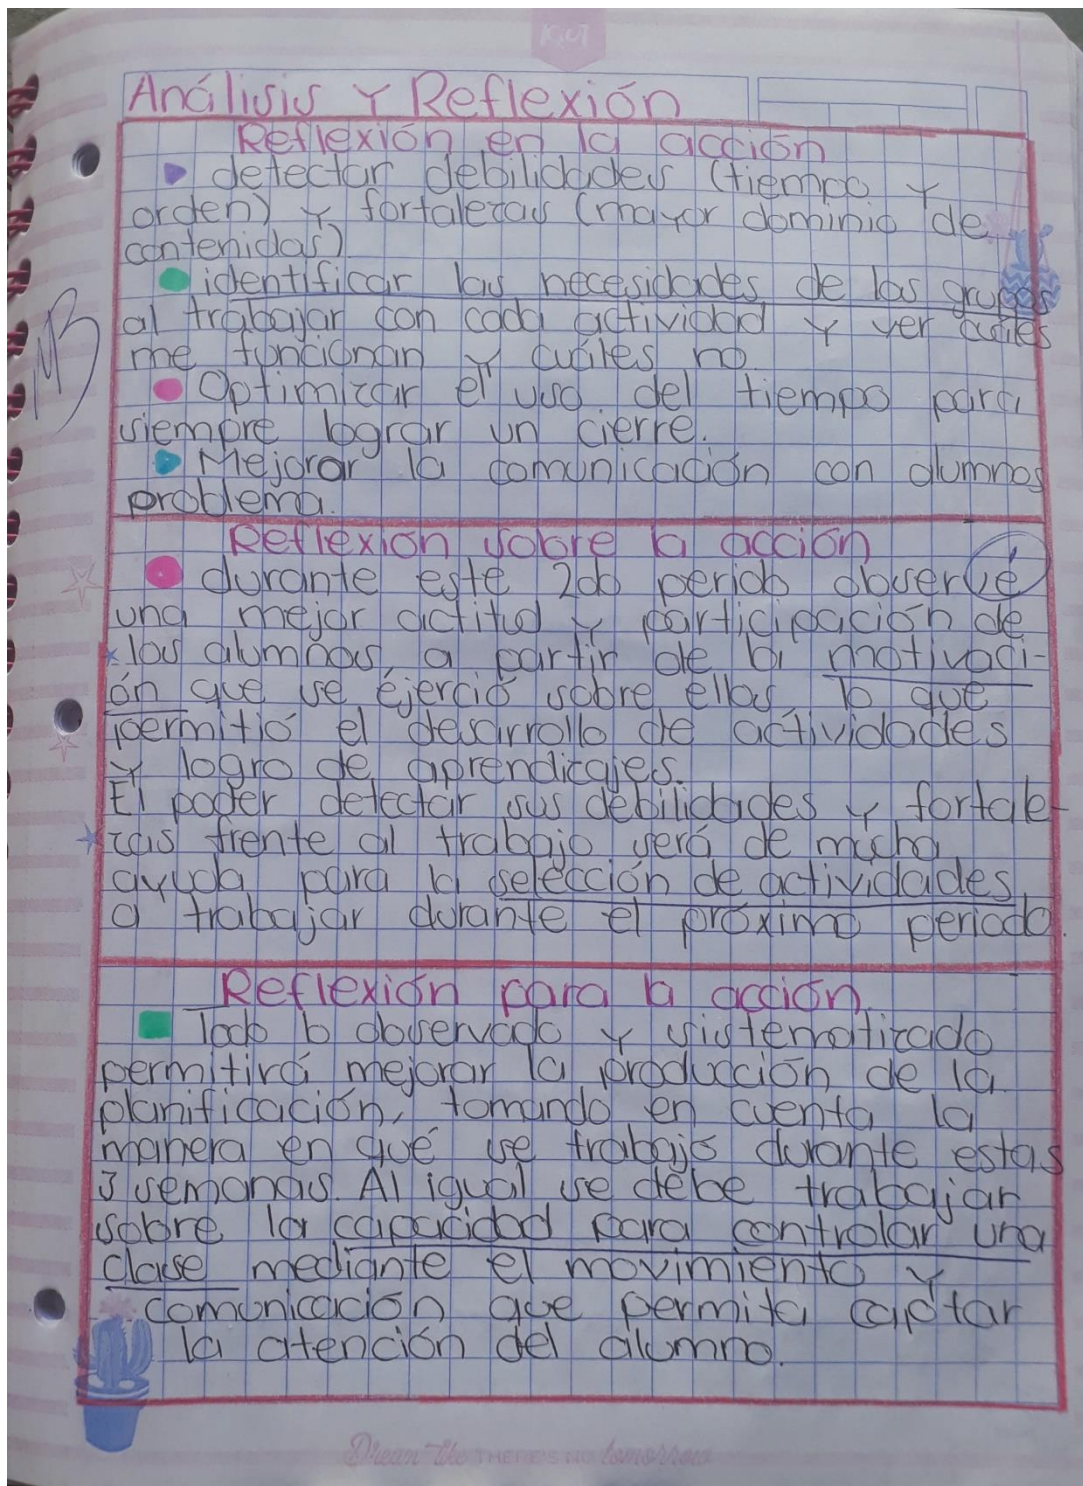 Análisis y Reflexión
Reflexión en la acción
detectar debilidades (tiempo y
orden) y fortalezas (mayor dominio de
contenidos)
identificar las necesidades de los grupos
al trabajar con cada actividad y ver cuáles
me funcionan y cuáles no.
Optimizar el uso del tiempo para
siempre lograr un cierre.
Mejorar la comunicación con alumnos
problema.
MB
Reflexión sobre la acción
durante este 2do periodo observé
una mejor actitud y participación de
los alumnos, a partir de la motivaci-
ón que se ejerció sobre ellos lo que
permitió el desarrollo de actividades
y logro de aprendizajes.
El poder detectar sus debilidades y fortale-
zas frente al trabajo será de mucha
ayuda para la selección de actividades
a trabajar durante el próximo periodo.
Reflexión para la acción.
Todo lo observado y sistematizado
permitirá mejorar la producción de la
planificación, tomando en cuenta la
manera en qué se trabajó durante estas
3 semanas. Al igual se debe trabajar
sobre la capacidad para controlar una
clase mediante el movimiento y
comunicación que permita captar
la atención del alumno.
Dream like THERE'S NO tomorrow